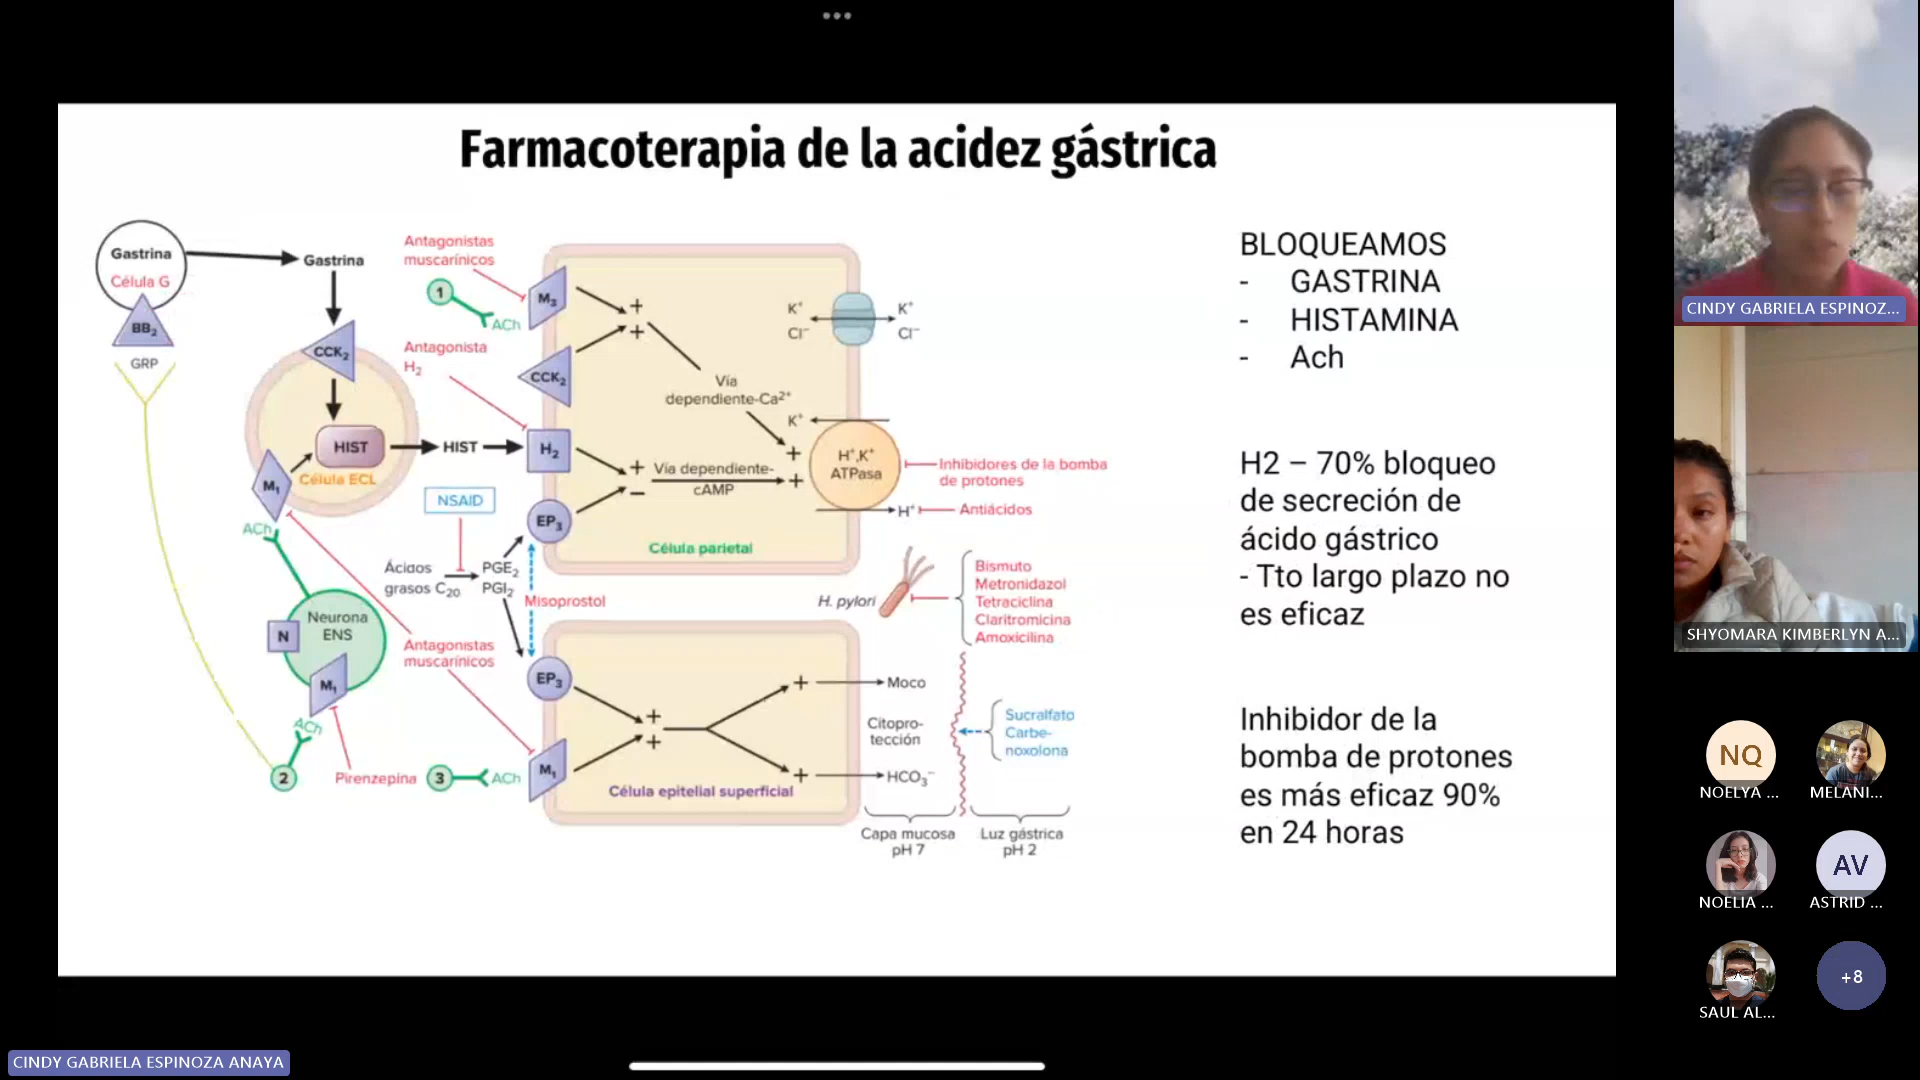 Farmacoterapia de la acidez gástrica
Gastrina
Célula G
BB2
GRP
Gastrina
CCK2
HIST
Célula ECL
M1
ACh
HIST
Antagonistas
muscarínicos
1
ACh
M3
Antagonista
H2
CCK2
H2
NSAID
EP3
Ácidos
grasos C20
PGE2
PGI2
Misoprostol
+
+
Vía
dependiente-Ca²⁺
+
−
Vía dependiente-
cAMP
+
+
Célula parietal
K⁺
Cl⁻
K⁺
Cl⁻
K⁺
H⁺,K⁺
ATPasa
H⁺
Inhibidores de la bomba
de protones
Antiácidos
H. pylori
Bismuto
Metronidazol
Tetraciclina
Claritromicina
Amoxicilina
Neurona
ENS
N
M1
ACh
2
Pirenzepina
Antagonistas
muscarínicos
3
ACh
EP3
M1
+
+
+
+
Célula epitelial superficial
Moco
Citopro-
tección
HCO3⁻
Sucralfato
Carbe-
noxolona
Capa mucosa
pH 7
Luz gástrica
pH 2
BLOQUEAMOS
- GASTRINA
- HISTAMINA
- Ach
H2 – 70% bloqueo
de secreción de
ácido gástrico
- Tto largo plazo no
es eficaz
Inhibidor de la
bomba de protones
es más eficaz 90%
en 24 horas
CINDY GABRIELA ESPINOZ...
SHYOMARA KIMBERLYN A...
NQ
NOELYA ...
MELANI...
NOELIA ...
AV
ASTRID ...
SAUL AL...
+8
CINDY GABRIELA ESPINOZA ANAYA